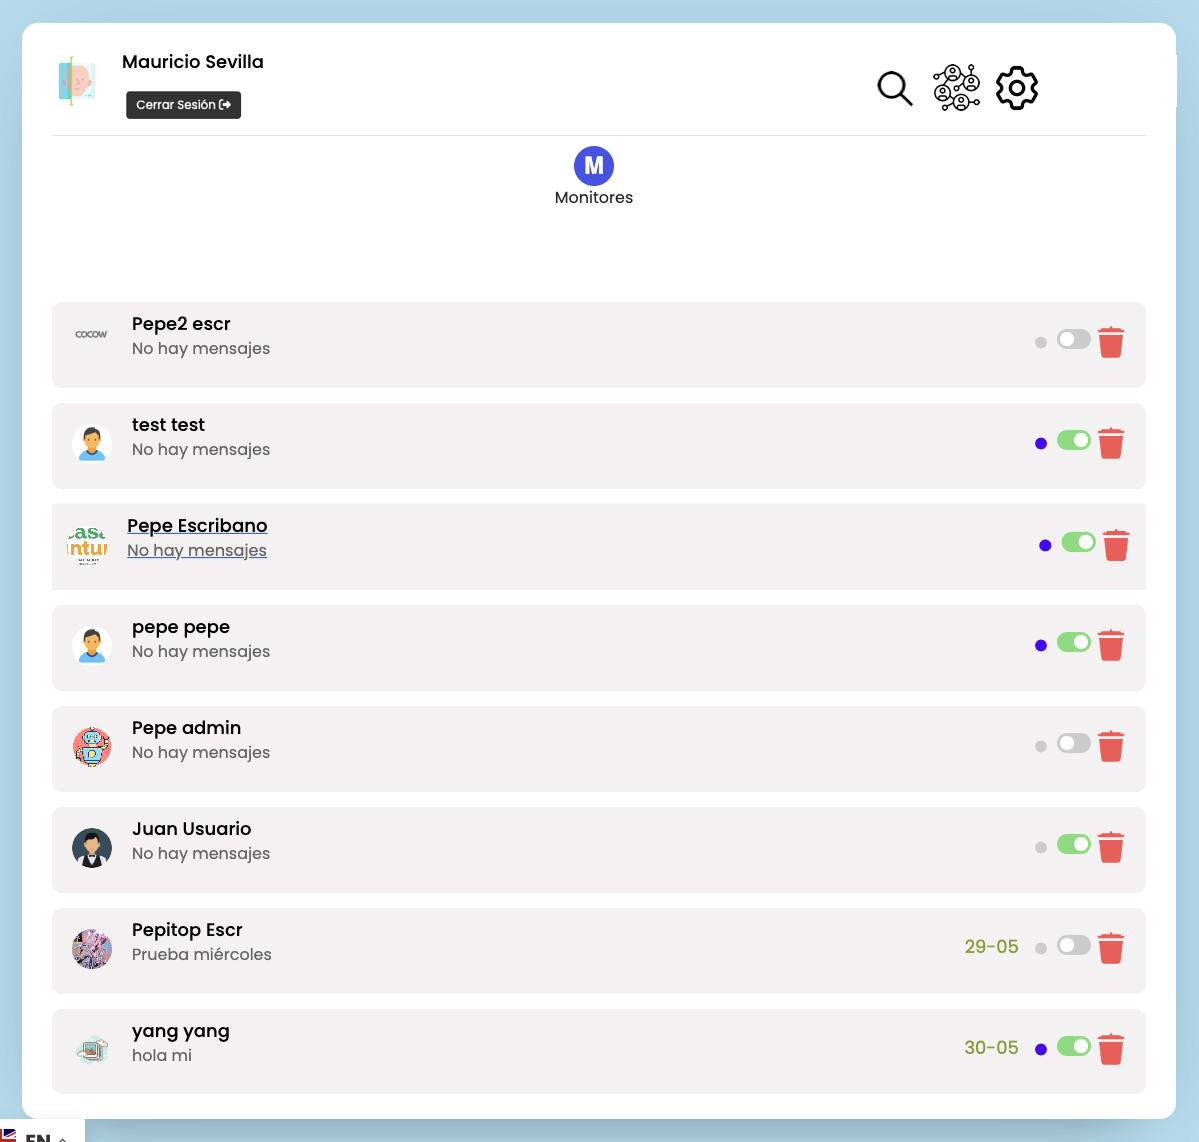 Mauricio Sevilla
Cerrar Sesión
M
Monitores
COCOW
Pepe2 escr
No hay mensajes
test test
No hay mensajes
Pepe Escribano
No hay mensajes
pepe pepe
No hay mensajes
Pepe admin
No hay mensajes
Juan Usuario
No hay mensajes
Pepitop Escr
Prueba miércoles
29-05
yang yang
hola mi
30-05
EN